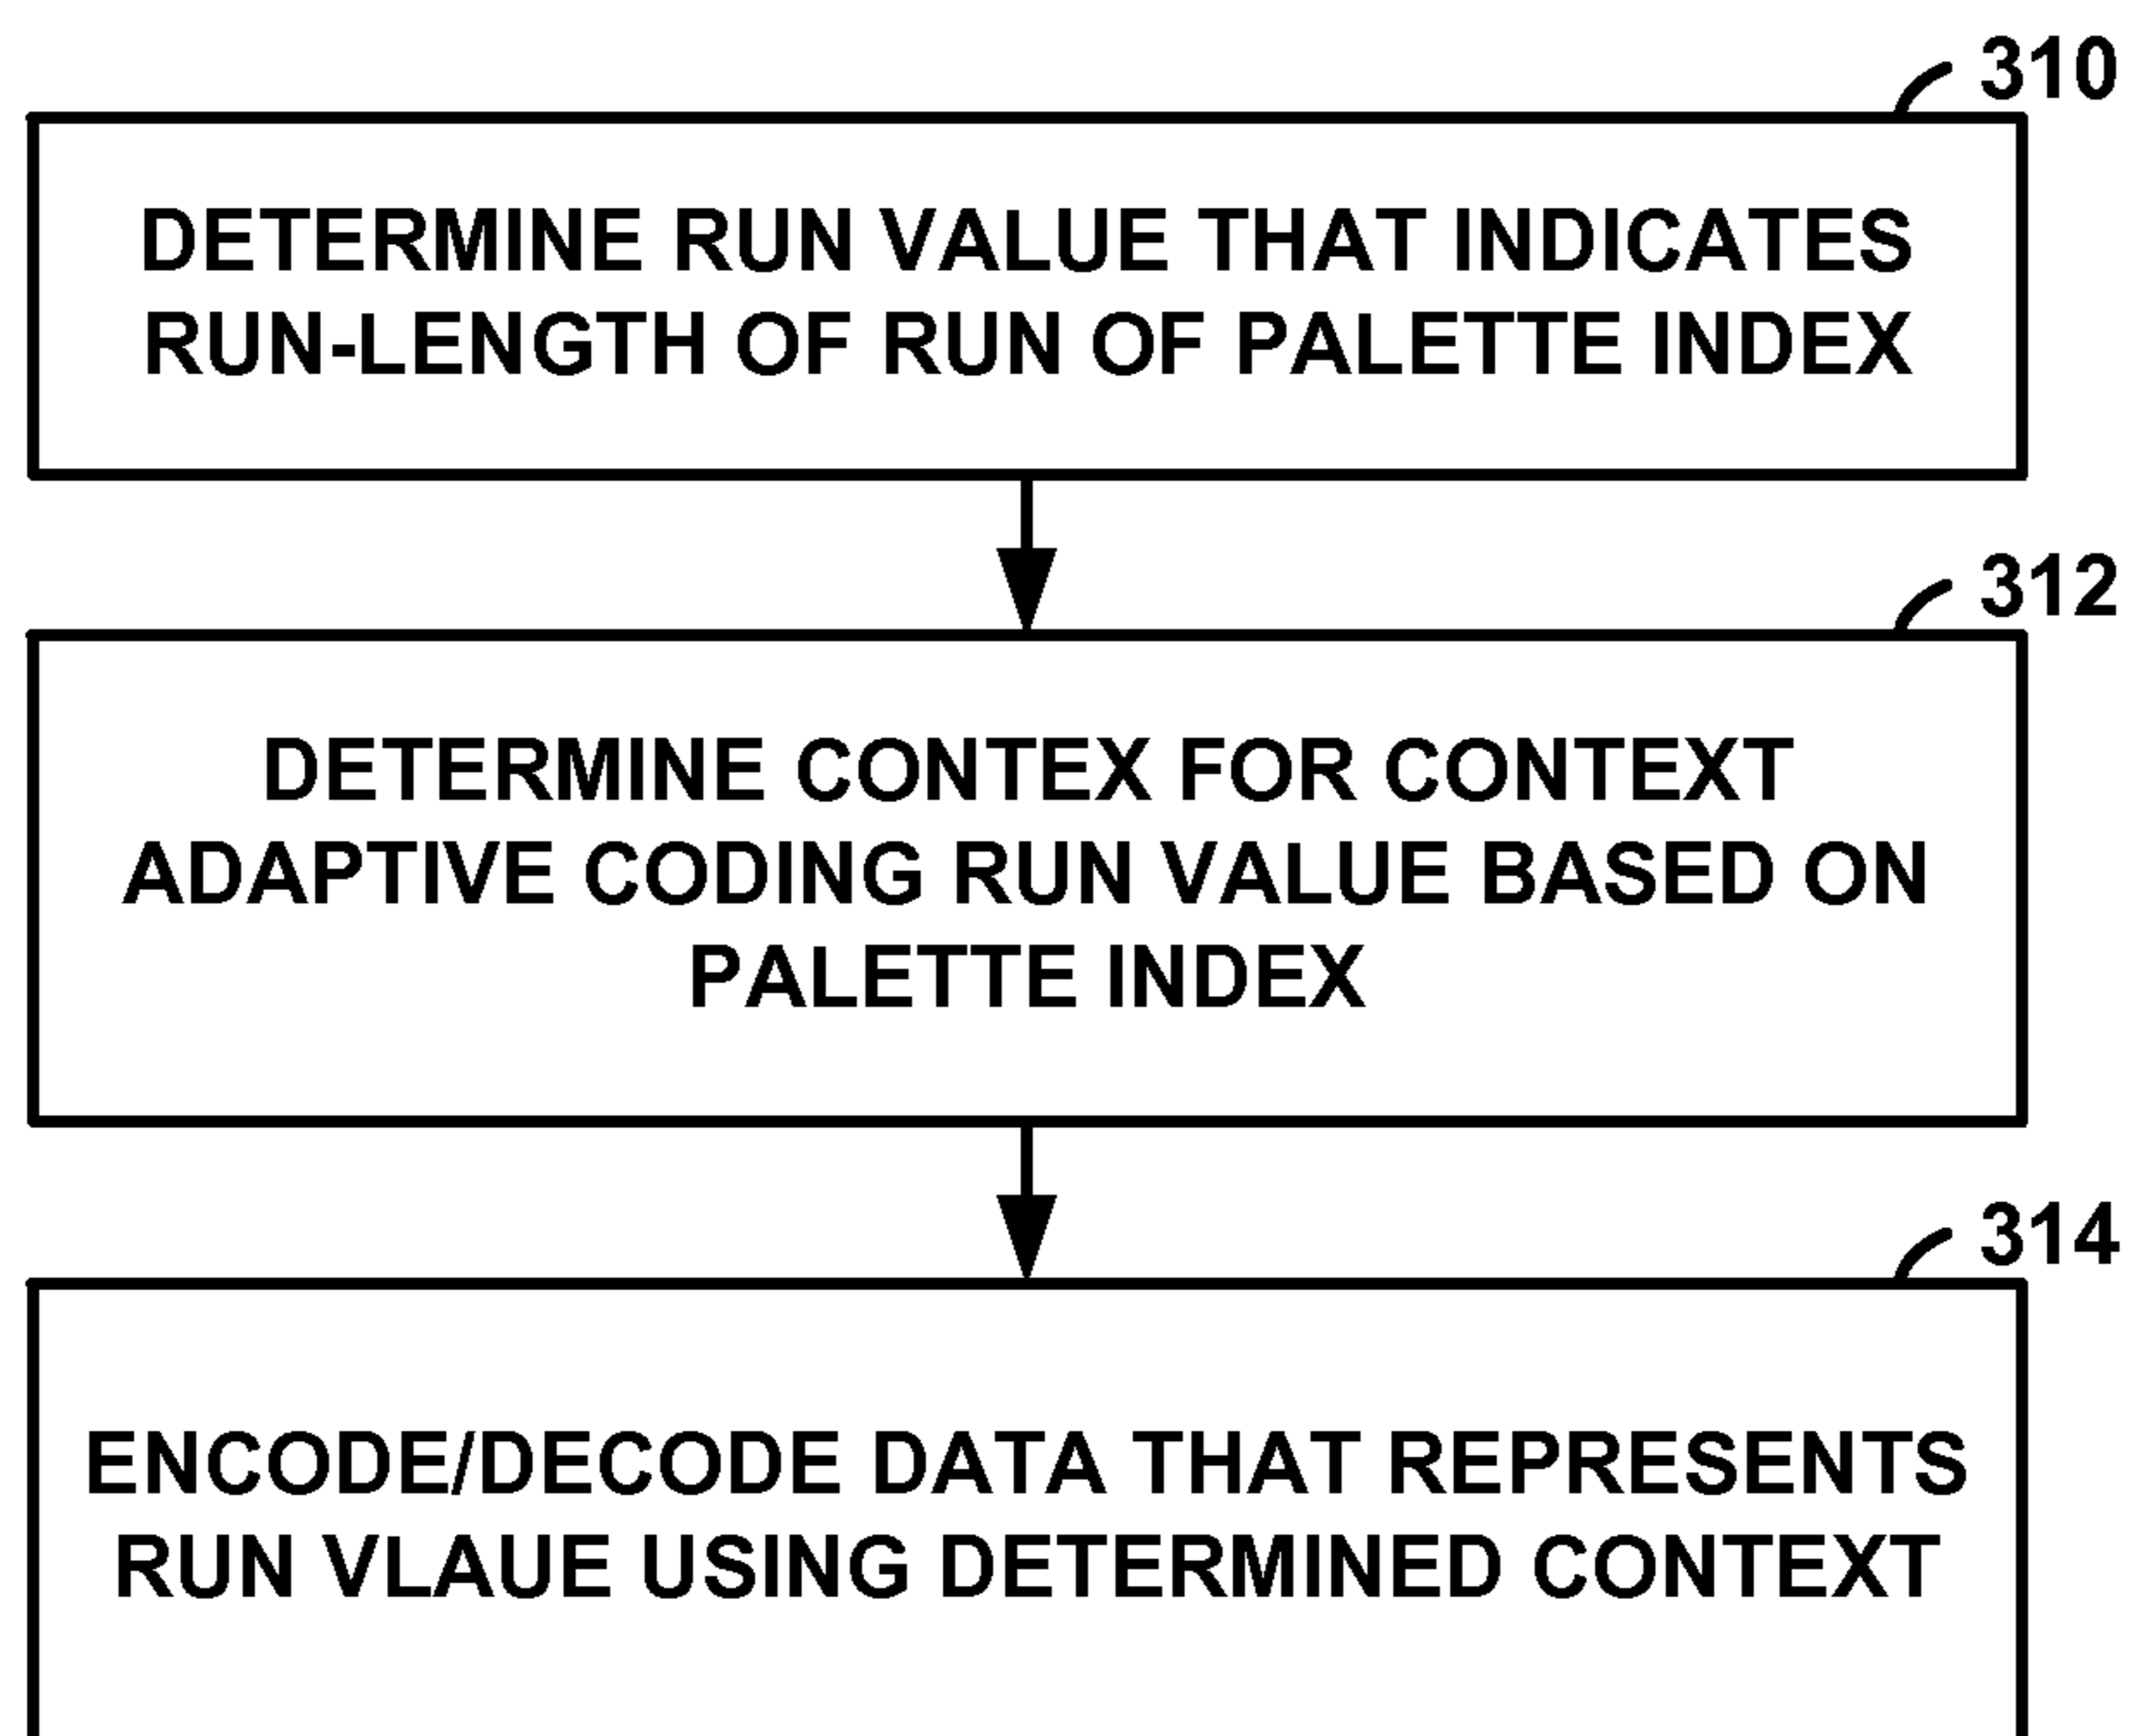 310
DETERMINE RUN VALUE THAT INDICATES
RUN-LENGTH OF RUN OF PALETTE INDEX
312
DETERMINE CONTEX FOR CONTEXT
ADAPTIVE CODING RUN VALUE BASED ON
PALETTE INDEX
314
ENCODE/DECODE DATA THAT REPRESENTS
RUN VLAUE USING DETERMINED CONTEXT